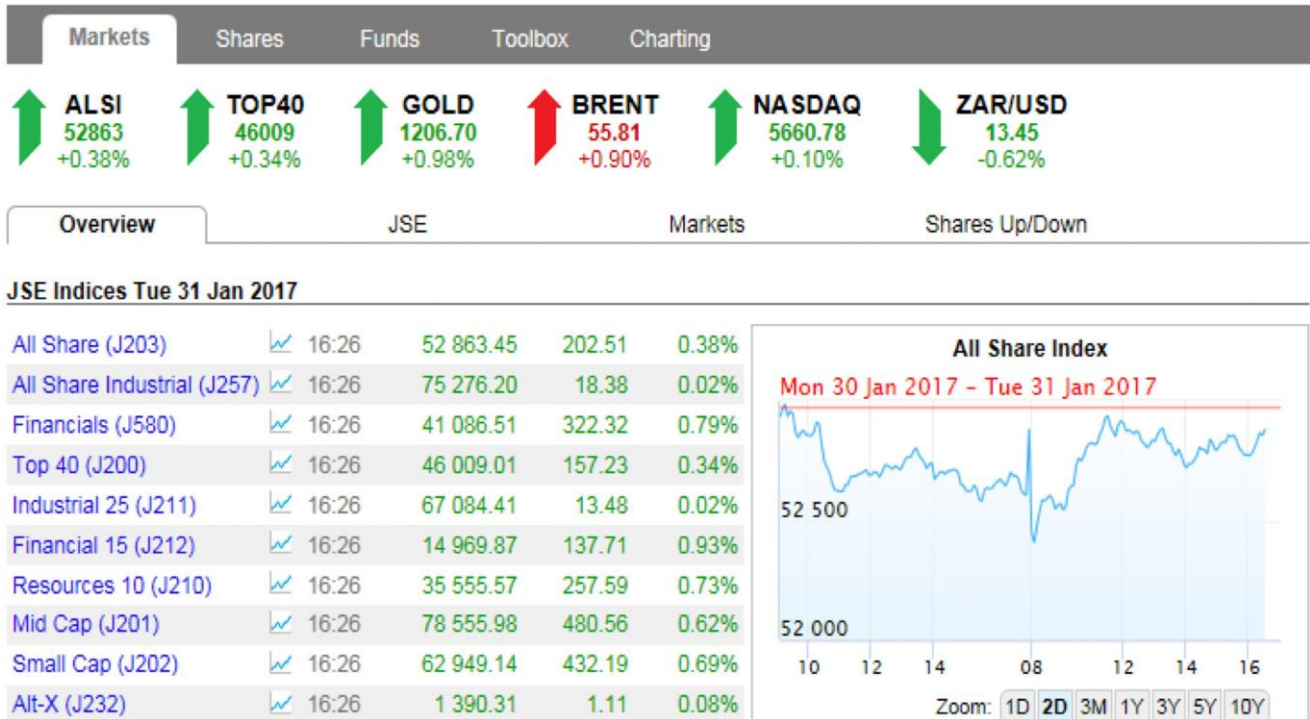 Markets Shares Funds Toolbox Charting
ALSI TOP40 GOLD BRENT NASDAQ ZAR/USD
52863 46009 1206.70 55.81 5660.78 13.45
+0.38% +0.34% +0.98% +0.90% +0.10% -0.62%
Overview JSE Markets Shares Up/Down
JSE Indices Tue 31 Jan 2017
All Share (J203) 16:26 52 863.45 202.51 0.38%
All Share Industrial (J257) 16:26 75 276.20 18.38 0.02%
Financials (J580) 16:26 41 086.51 322.32 0.79%
Top 40 (J200) 16:26 46 009.01 157.23 0.34%
Industrial 25 (J211) 16:26 67 084.41 13.48 0.02%
Financial 15 (J212) 16:26 14 969.87 137.71 0.93%
Resources 10 (J210) 16:26 35 555.57 257.59 0.73%
Mid Cap (J201) 16:26 78 555.98 480.56 0.62%
Small Cap (J202) 16:26 62 949.14 432.19 0.69%
Alt-X (J232) 16:26 1 390.31 1.11 0.08%
All Share Index
Mon 30 Jan 2017 - Tue 31 Jan 2017
52 500
52 000
10 12 14 08 12 14 16
Zoom: 1D 2D 3M 1Y 3Y 5Y 10Y